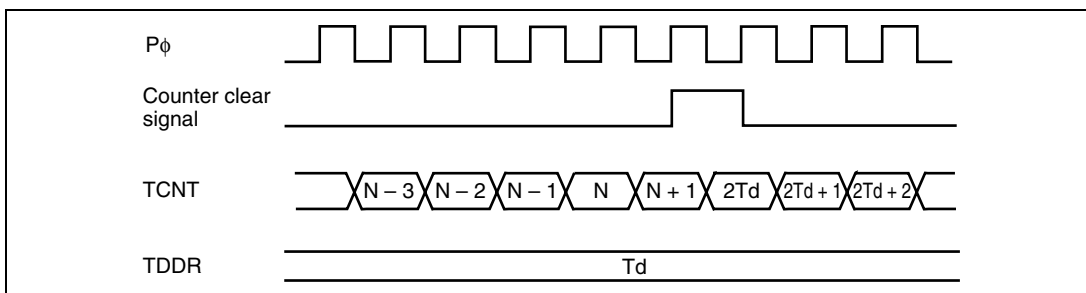 Pϕ
Counter clear
signal
TCNT
N – 3 N – 2 N – 1 N N + 1 2Td 2Td + 1 2Td + 2
TDDR
Td